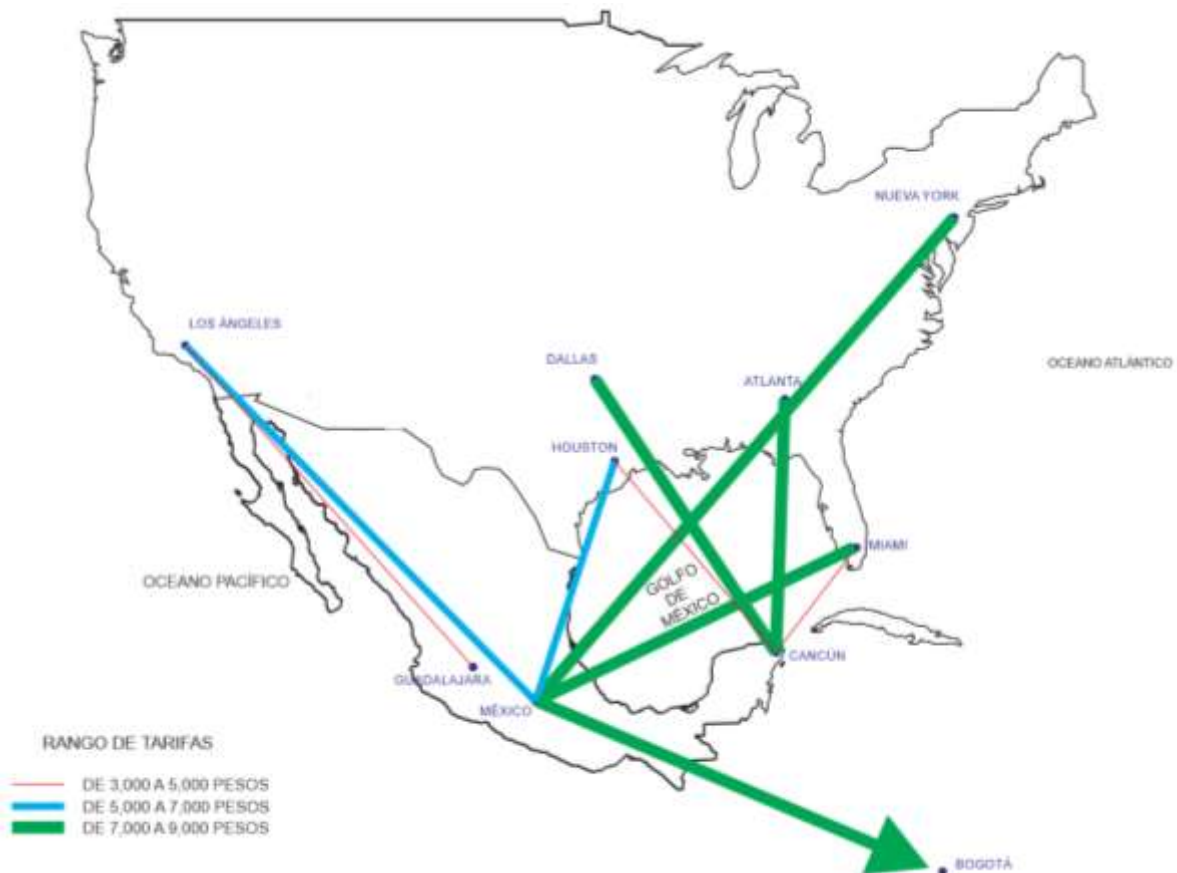 NUEVA YORK
LOS ÁNGELES
DALLAS
ATLANTA
OCEANO ATLÁNTICO
HOUSTON
MIAMI
OCEANO PACÍFICO
GOLFO
DE
MÉXICO
CANCÚN
GUADALAJARA
MÉXICO
RANGO DE TARIFAS
DE 3,000 A 5,000 PESOS
DE 5,000 A 7,000 PESOS
DE 7,000 A 9,000 PESOS
BOGOTÁ